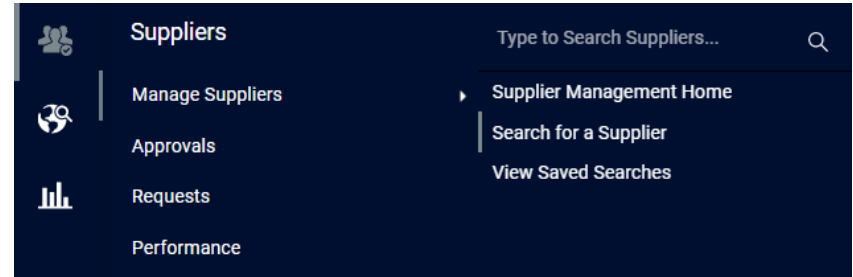 Suppliers
Manage Suppliers
Approvals
Requests
Performance
Type to Search Suppliers...
Supplier Management Home
Search for a Supplier
View Saved Searches